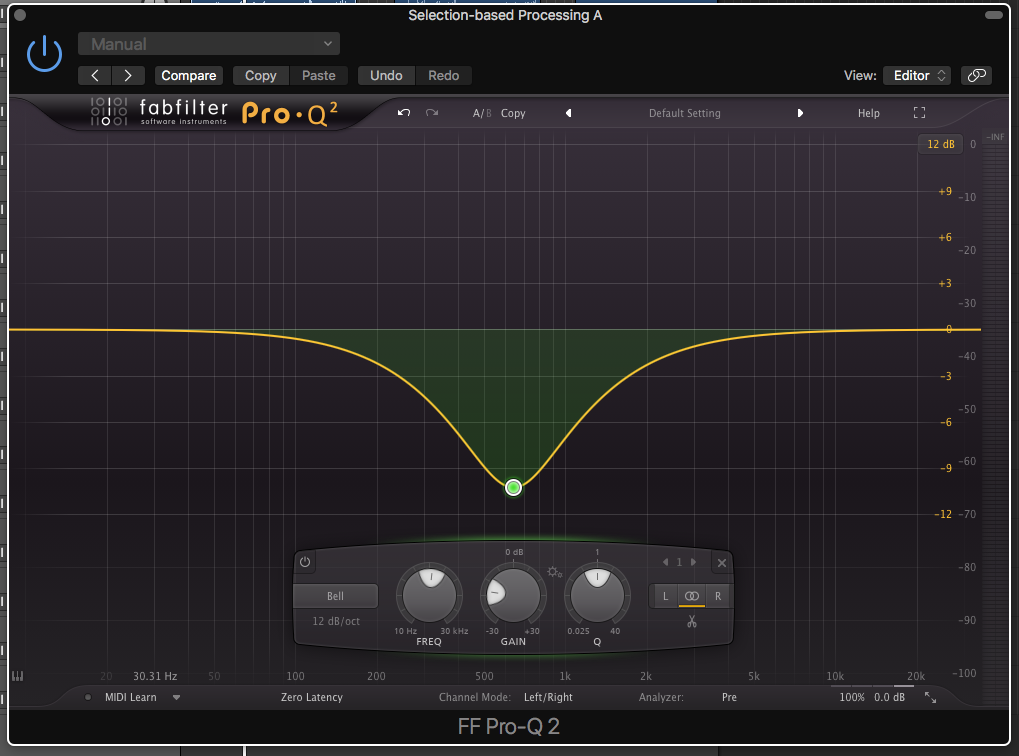 Selection-based Processing A
Manual
Compare Copy Paste Undo Redo View: Editor
fabfilter Pro·Q 2 A/B Copy Default Setting Help
software instruments
12 dB 0 -INF
+9 -10
+6 -20
+3 -30
0
-3 -40
-6 -50
-9 -60
-12 -70
-80
-90
-100
0 dB 1 1
Bell L R
12 dB/oct
10 Hz 30 kHz -30 +30 0.025 40
FREQ GAIN Q
20 30.31 Hz 50 100 200 500 1k 2k 5k 10k 20k
MIDI Learn Zero Latency Channel Mode: Left/Right Analyzer: Pre 100% 0.0 dB
FF Pro-Q 2